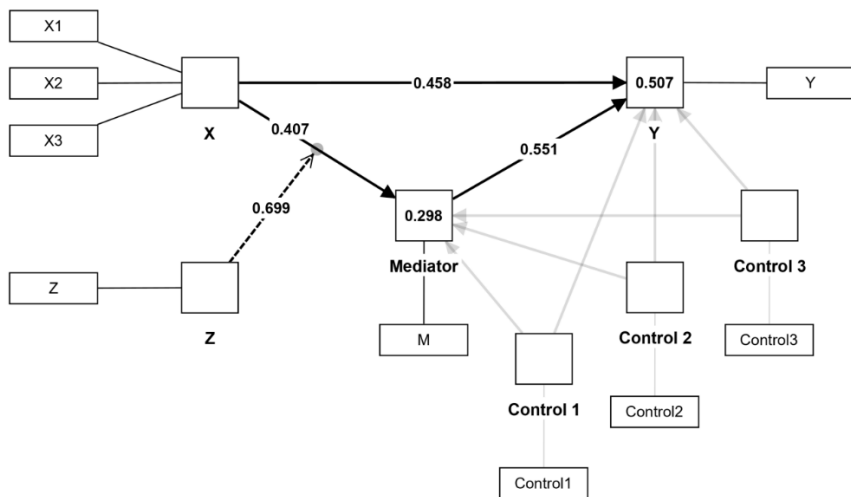 X1
X2
X3
X
0.458
0.507
Y
Y
0.407
0.551
0.699
0.298
Mediator
Control 3
Z
Z
M
Control 2
Control3
Control 1
Control2
Control1